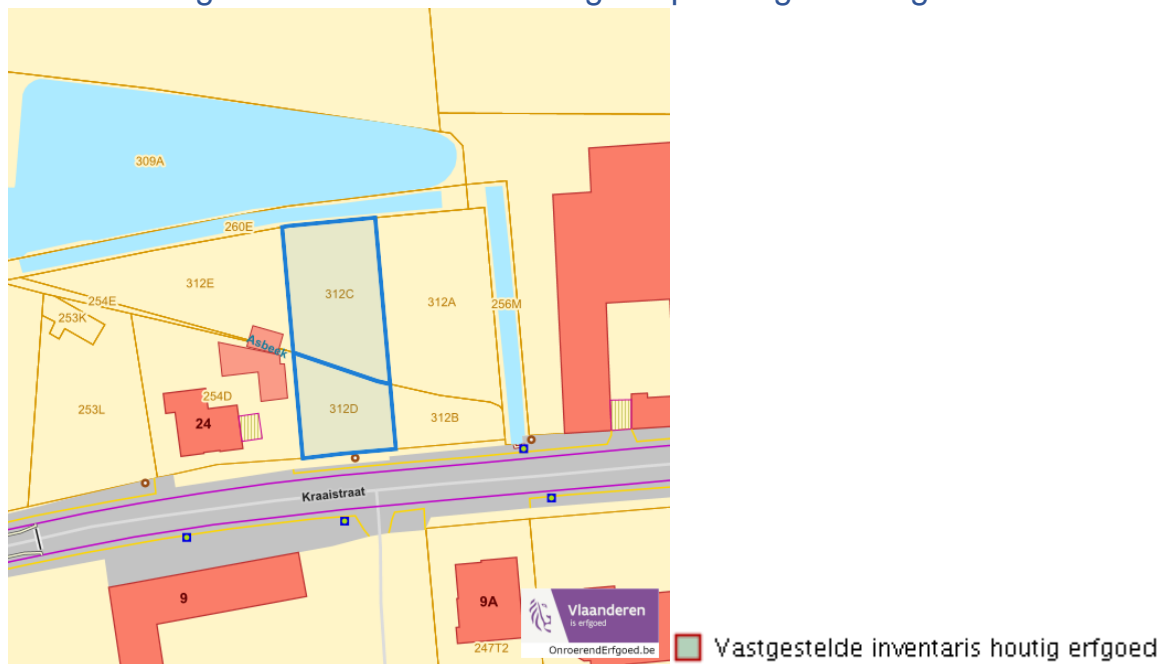 309A
260E
312E
312C
312A
256M
254E
253K
Asbeek
253L
254D
24
312D
312B
Kraaistraat
9
9A
247T2
Vlaanderen
is erfgoed
OnroerendErfgoed.be
Vastgestelde inventaris houtig erfgoed